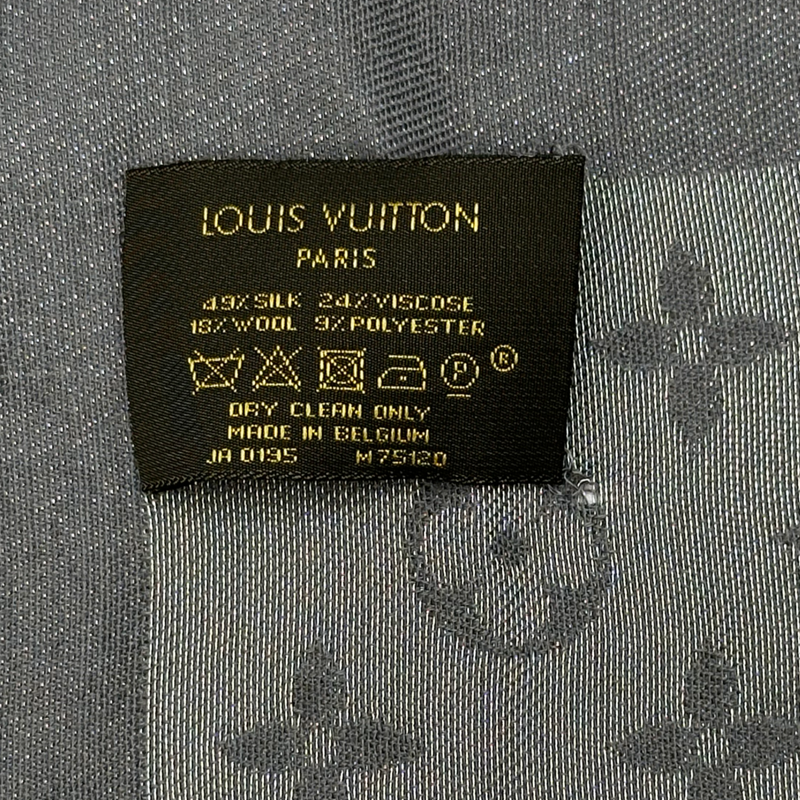 LOUIS VUITTON
PARIS
49% SILK 24% VISCOSE
18% WOOL 9% POLYESTER
P ®
DRY CLEAN ONLY
MADE IN BELGIUM
JA 0195 M75120